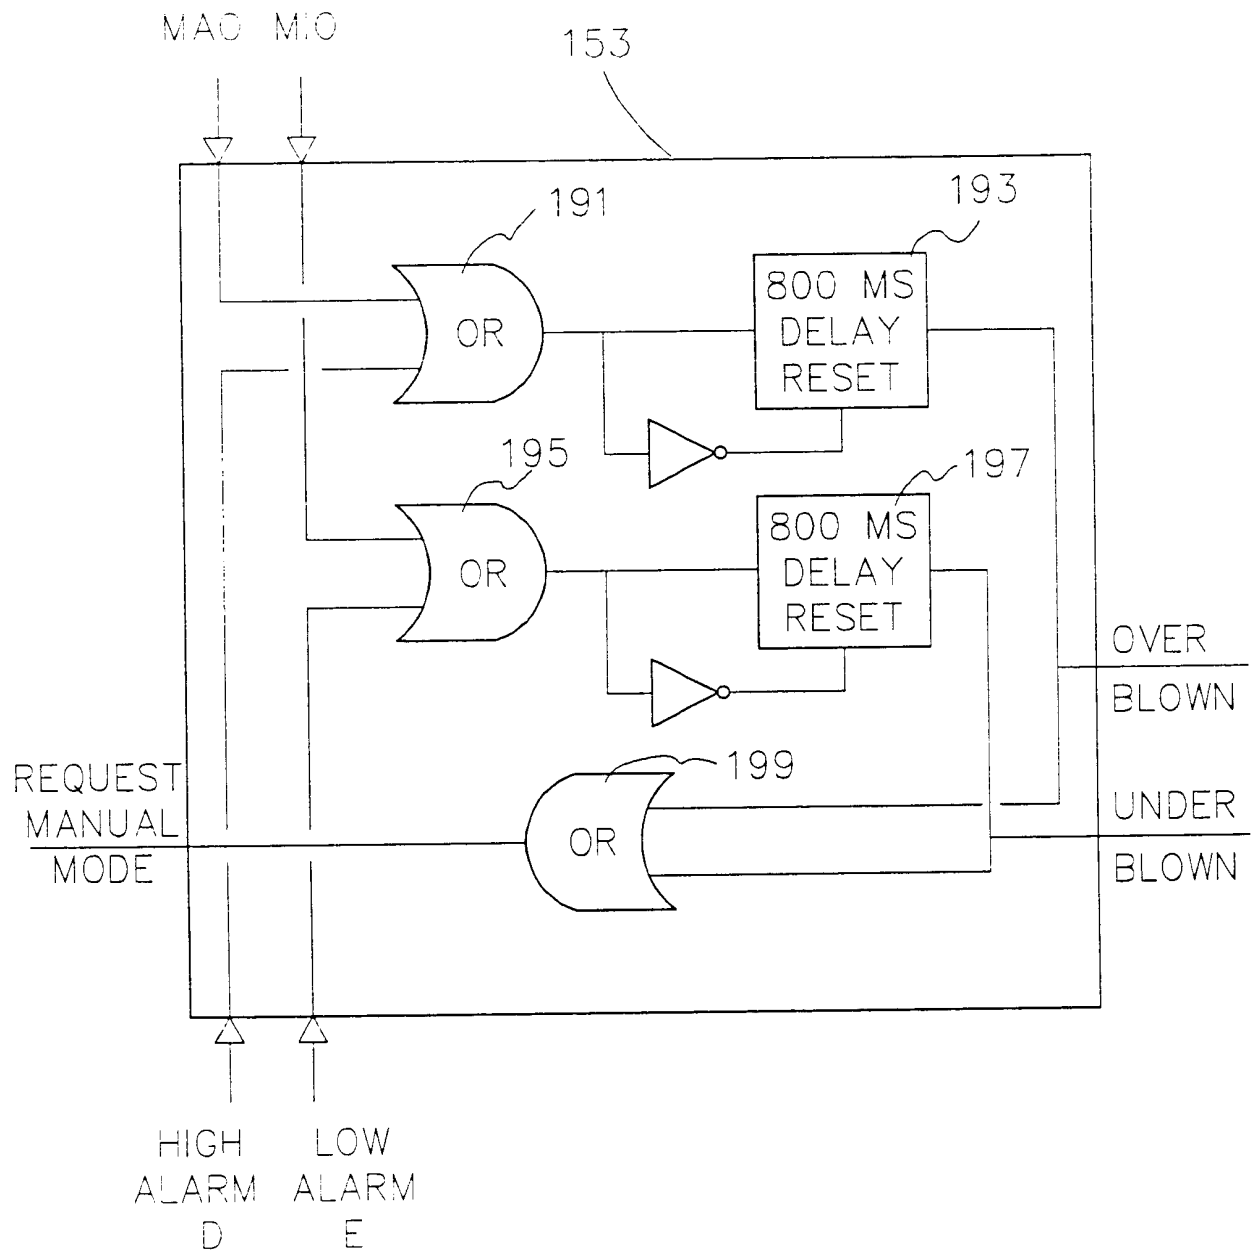 MAO MIO
153
191
193
OR
800 MS
DELAY
RESET
195
197
OR
800 MS
DELAY
RESET
OVER
BLOWN
199
REQUEST
MANUAL
MODE
OR
UNDER
BLOWN
HIGH
ALARM
D
LOW
ALARM
E